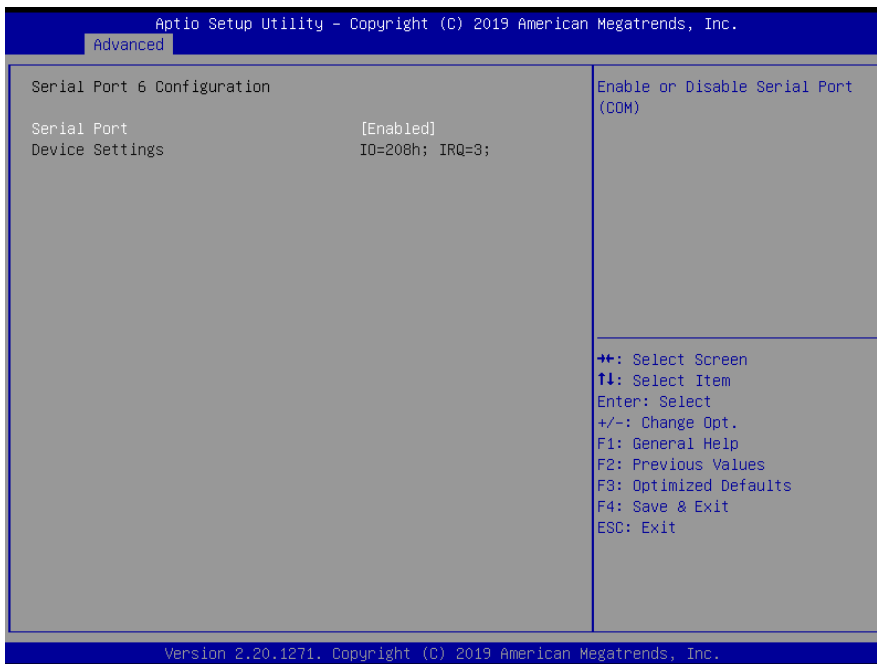 Aptio Setup Utility – Copyright (C) 2019 American Megatrends, Inc.
Advanced
Serial Port 6 Configuration
Serial Port [Enabled]
Device Settings IO=208h; IRQ=3;
Enable or Disable Serial Port
(COM)
→←: Select Screen
↑↓: Select Item
Enter: Select
+/-: Change Opt.
F1: General Help
F2: Previous Values
F3: Optimized Defaults
F4: Save & Exit
ESC: Exit
Version 2.20.1271. Copyright (C) 2019 American Megatrends, Inc.